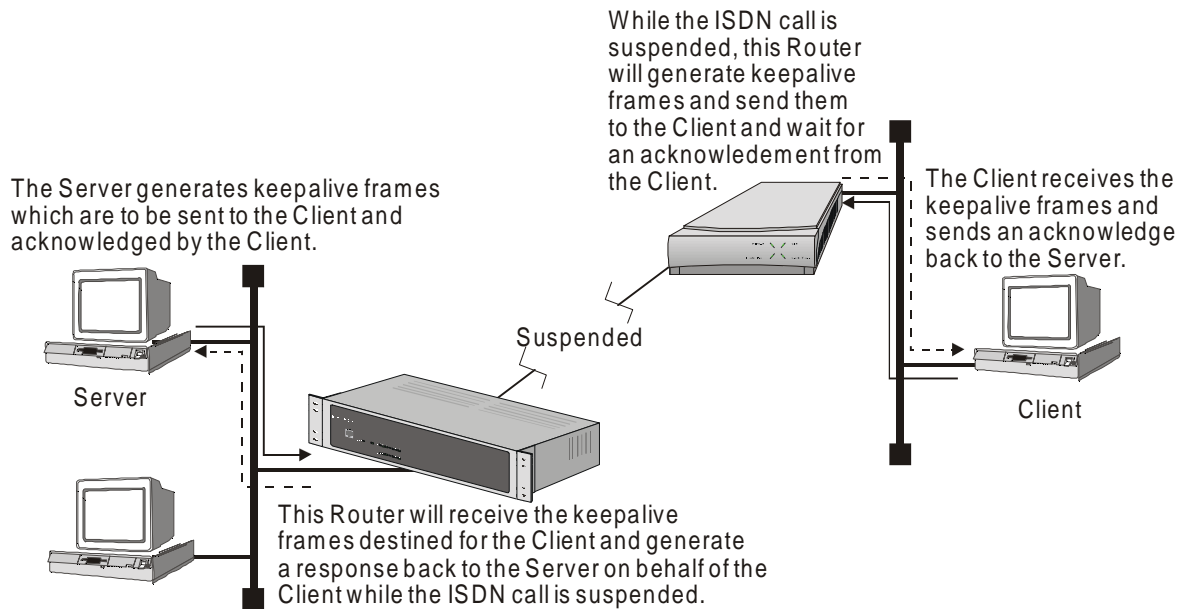 While the ISDN call is
suspended, this Router
will generate keepalive
frames and send them
to the Client and wait for
an acknowledement from
the Client.
The Client receives the
keepalive frames and
sends an acknowledge
back to the Server.
The Server generates keepalive frames
which are to be sent to the Client and
acknowledged by the Client.
Suspended
Server
Client
This Router will receive the keepalive
frames destined for the Client and generate
a response back to the Server on behalf of the
Client while the ISDN call is suspended.